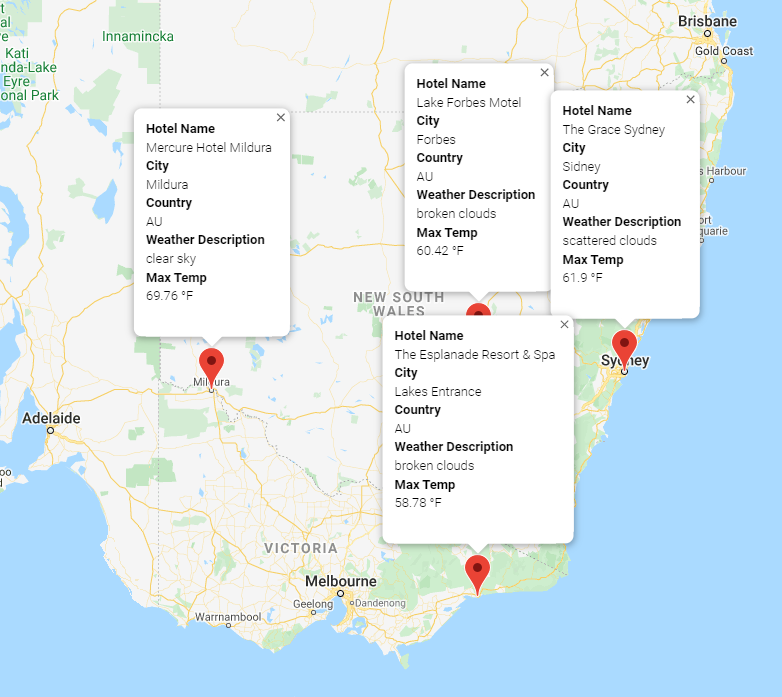 Brisbane
Gold Coast
Innamincka
Kati
nda-Lake
Eyre
onal Park
Hotel Name
Mercure Hotel Mildura
City
Mildura
Country
AU
Weather Description
clear sky
Max Temp
69.76 °F
Hotel Name
Lake Forbes Motel
City
Forbes
Country
AU
Weather Description
broken clouds
Max Temp
60.42 °F
Hotel Name
The Grace Sydney
City
Sidney
Country
AU
Weather Description
scattered clouds
Max Temp
61.9 °F
s Harbour
ort
quarie
NEW SOUTH
WALES
Hotel Name
The Esplanade Resort & Spa
City
Lakes Entrance
Country
AU
Weather Description
broken clouds
Max Temp
58.78 °F
Sydney
Mildura
Adelaide
oo
d
VICTORIA
Melbourne
Geelong
Dandenong
Warrnambool